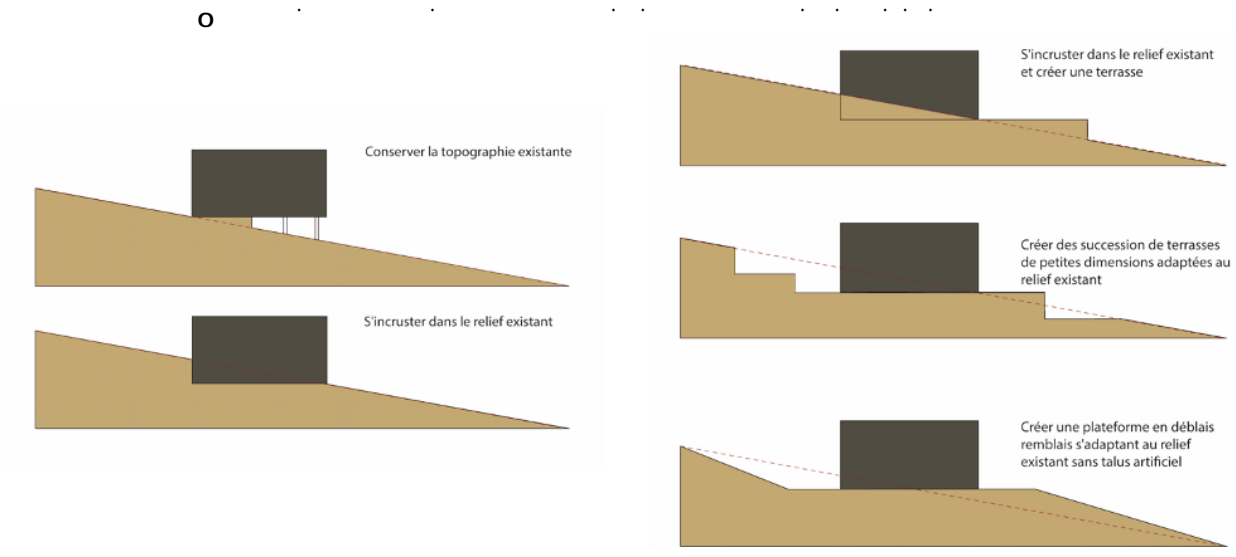 Conserver la topographie existante
S'incruster dans le relief existant
S'incruster dans le relief existant
et créer une terrasse
Créer des succession de terrasses
de petites dimensions adaptées au
relief existant
Créer une plateforme en déblais
remblais s'adaptant au relief
existant sans talus artificiel